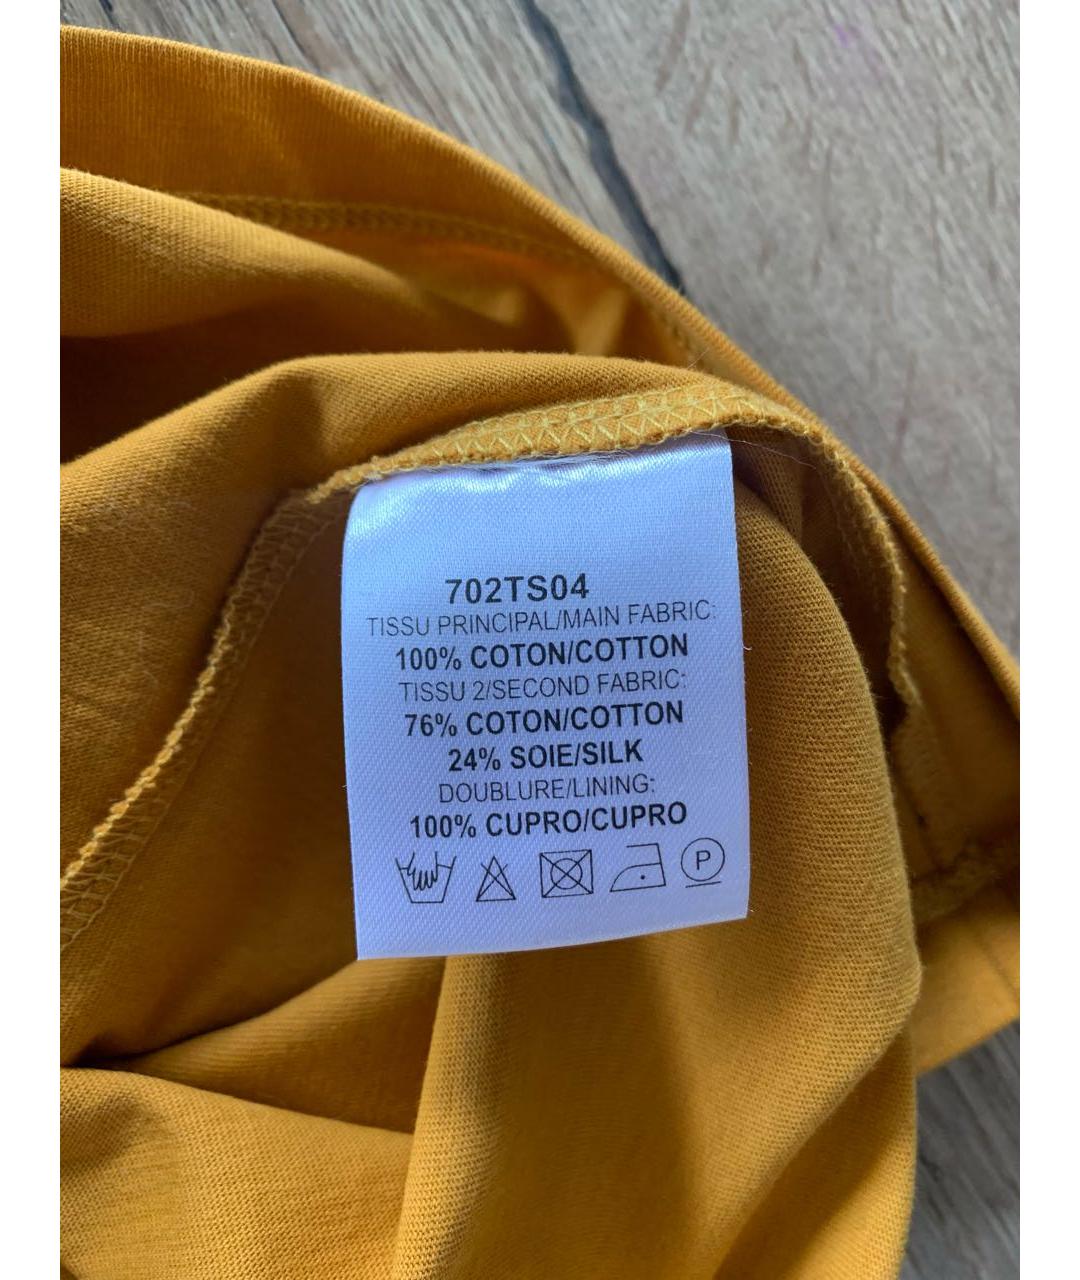 702TS04
TISSU PRINCIPAL/MAIN FABRIC:
100% COTON/COTTON
TISSU 2/SECOND FABRIC:
76% COTON/COTTON
24% SOIE/SILK
DOUBLURE/LINING:
100% CUPRO/CUPRO
P